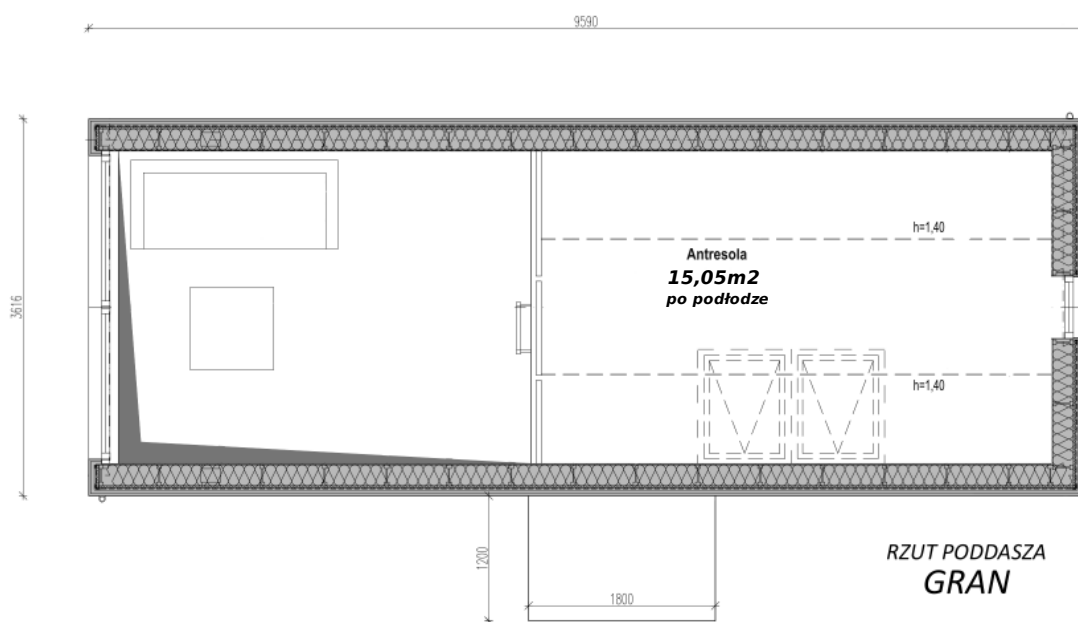 9590
3616
h=1,40
Antresola
15,05m2
po podłodze
h=1,40
1200
1800
RZUT PODDASZA
GRAN